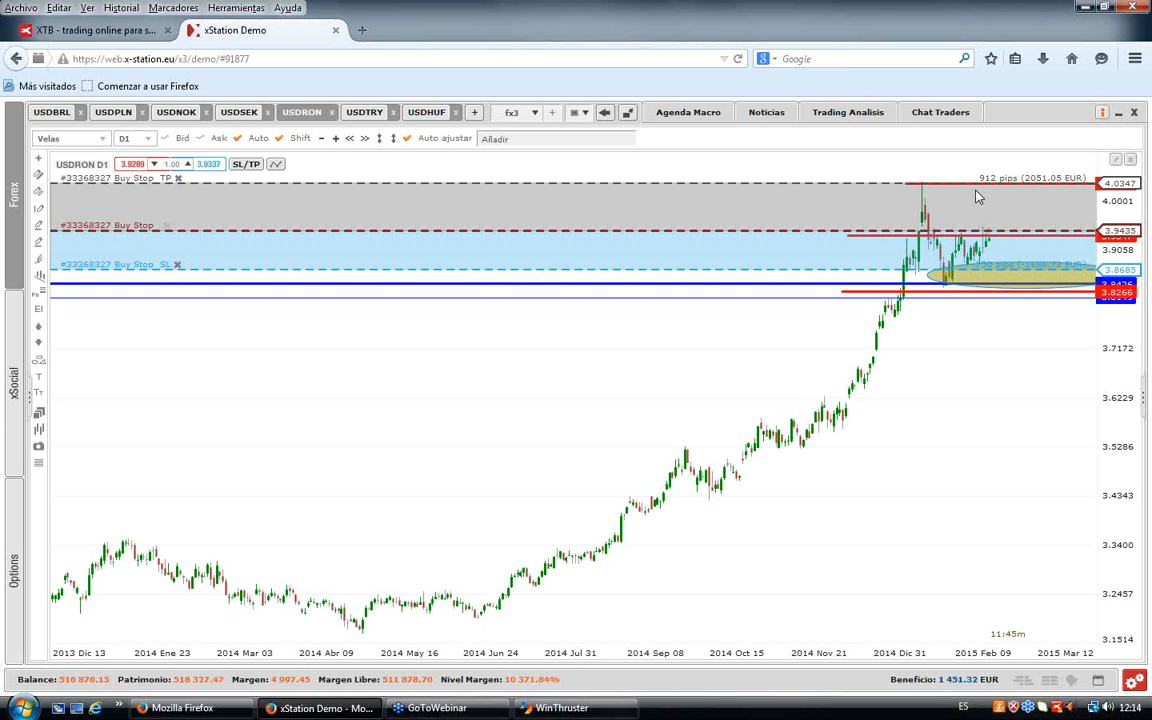 Archivo Editar Ver Historial Marcadores Herramientas Ayuda
XTB - trading online para s...
xStation Demo
https://web.x-station.eu/x3/demo/#91877
Google
Más visitados
Comenzar a usar Firefox
USDBRL
USDPLN
USDNOK
USDSEK
USDRON
USDTRY
USDHUF
fx3
Agenda Macro
Noticias
Trading Analisis
Chat Traders
Velas
D1
Bid
Ask
Auto
Shift
Auto ajustar
Añadir
USDRON D1
3.9289
1.00
3.9337
SL/TP
#33368327 Buy Stop TP
912 pips (2051.05 EUR)
4.0347
4.0001
#33368327 Buy Stop
3.9435
3.9058
#33368327 Buy Stop SL
3.8685
3.8266
3.7172
3.6229
3.5286
3.4343
3.3400
3.2457
3.1514
11:45m
2013 Dic 13
2014 Ene 23
2014 Mar 03
2014 Abr 09
2014 May 16
2014 Jun 24
2014 Jul 31
2014 Sep 08
2014 Oct 15
2014 Nov 21
2014 Dic 31
2015 Feb 09
2015 Mar 12
Forex
xSocial
Options
Balance: 516 876.15 Patrimonio: 518 327.47 Margen: 4 997.45 Margen Libre: 511 878.70 Nivel Margen: 10 371.84%
Beneficio: 1 451.32 EUR
Mozilla Firefox
xStation Demo - Mo...
GoToWebinar
WinThruster
ES
12:14